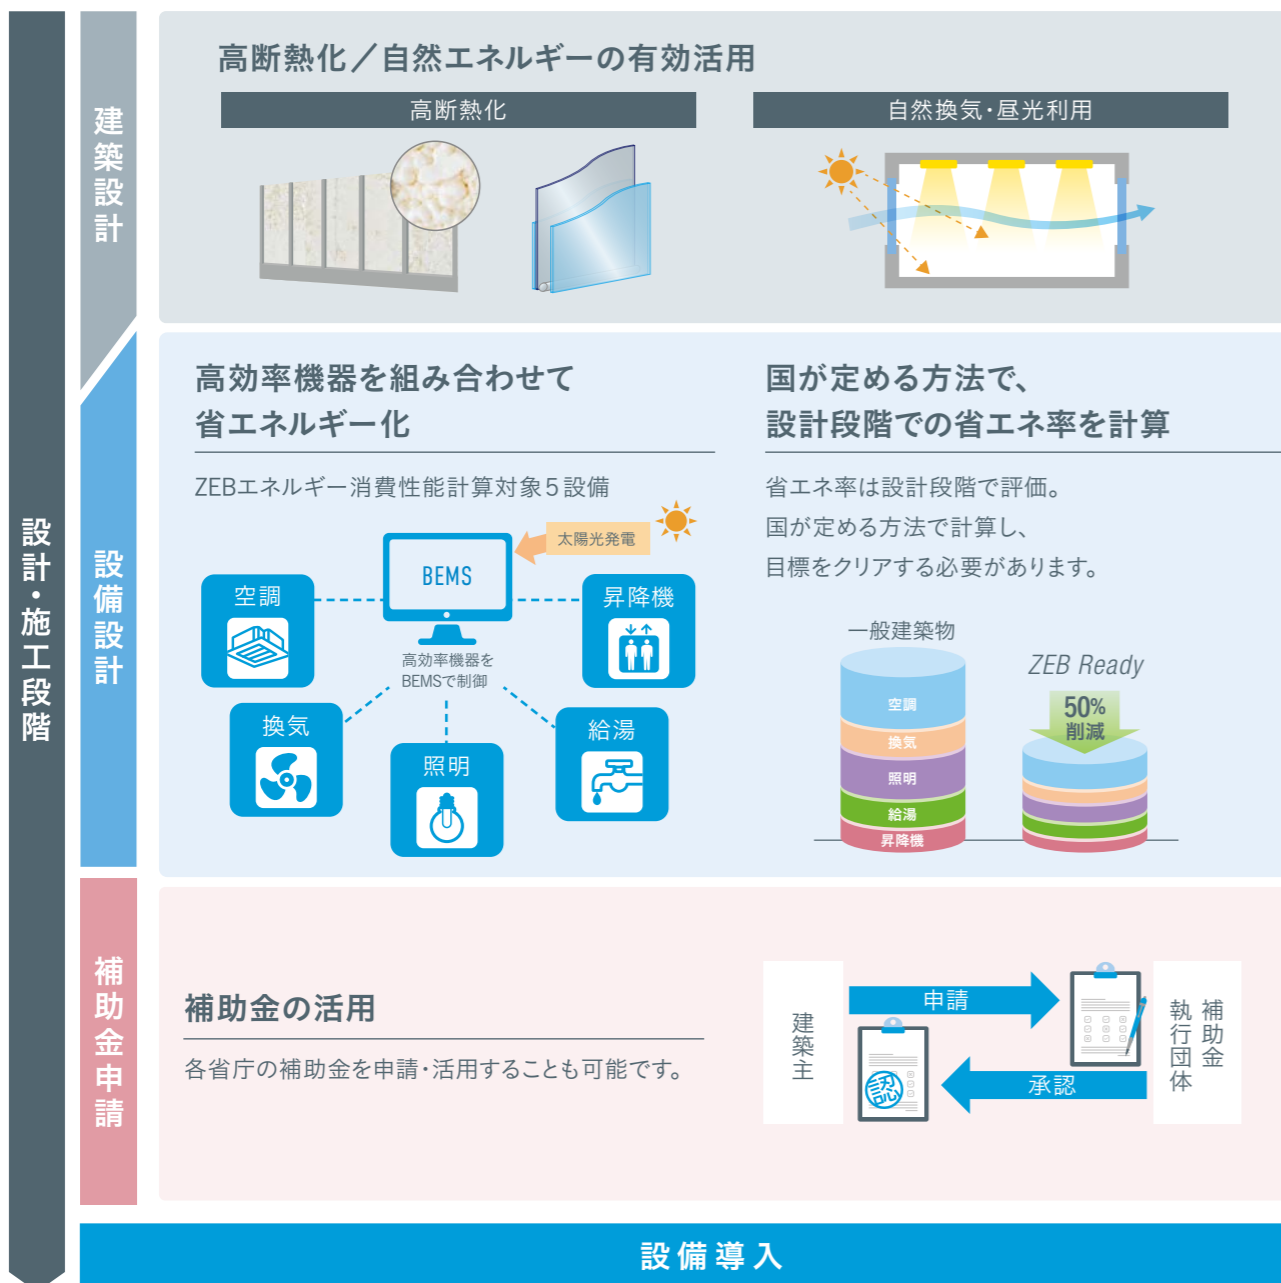 設計・施工段階
建築設計
高断熱化／自然エネルギーの有効活用
高断熱化
自然換気・昼光利用
設備設計
高効率機器を組み合わせて
省エネルギー化
ZEBエネルギー消費性能計算対象5設備
太陽光発電
BEMS
空調
昇降機
高効率機器を
BEMSで制御
換気
照明
給湯
国が定める方法で、
設計段階での省エネ率を計算
省エネ率は設計段階で評価。
国が定める方法で計算し、
目標をクリアする必要があります。
一般建築物
空調
換気
照明
給湯
昇降機
ZEB Ready
50%
削減
補助金申請
補助金の活用
各省庁の補助金を申請・活用することも可能です。
建築主
申請
承認
認
補助金
執行団体
設備導入